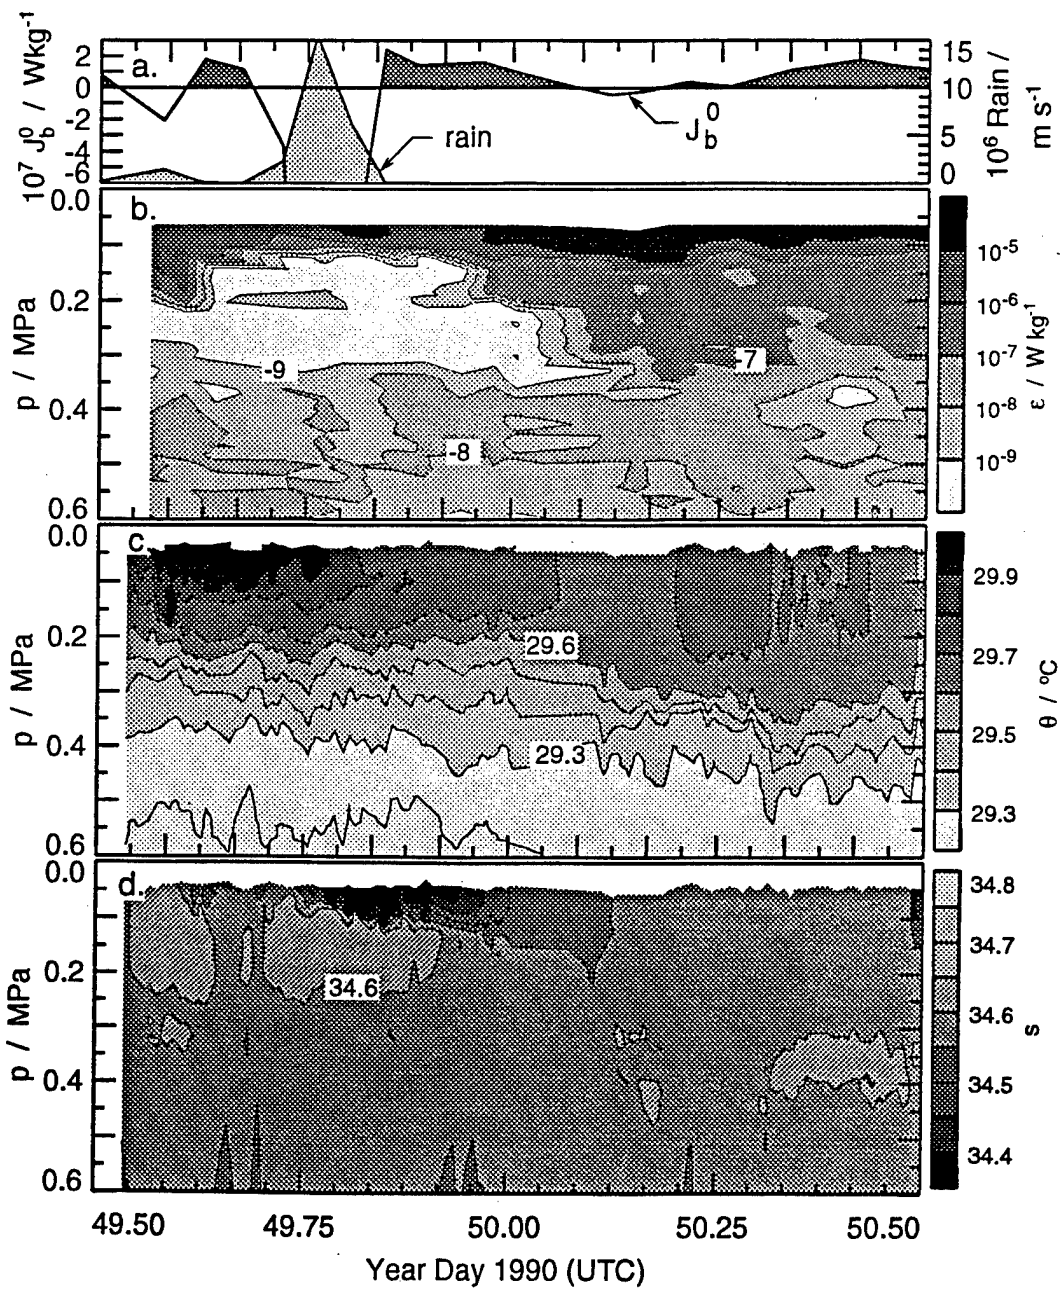 10⁷ J_b⁰ / Wkg⁻¹
2
0
-2
-4
-6
a.
rain
J_b⁰
15
10
5
0
10⁶ Rain /
m s⁻¹
p / MPa
0.0
0.2
0.4
0.6
b.
-9
-8
-7
10⁻⁵
10⁻⁶
10⁻⁷
10⁻⁸
10⁻⁹
ε / W kg⁻¹
p / MPa
0.0
0.2
0.4
0.6
c
29.6
29.3
29.9
29.7
29.5
29.3
θ / ºC
p / MPa
0.0
0.2
0.4
0.6
d.
34.6
34.8
34.7
34.6
34.5
34.4
s
49.50 49.75 50.00 50.25 50.50
Year Day 1990 (UTC)